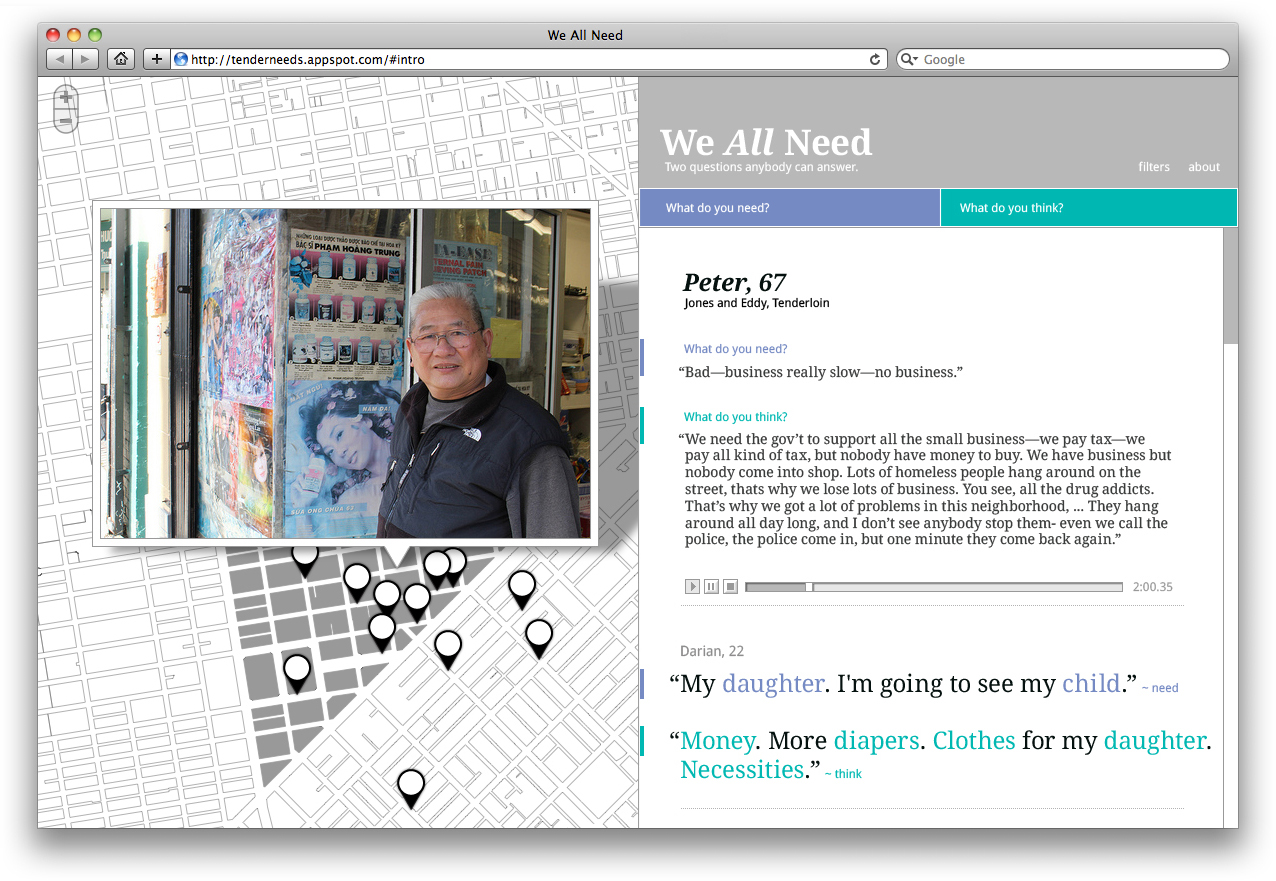 We All Need
http://tenderneeds.appspot.com/#intro
Google
We All Need
Two questions anybody can answer.
filters
about
What do you need?
What do you think?
NHỮNG LOẠI DƯỢC THẢO ĐƯỢC BÀO CHẾ TẠI HOA KỲ
BÁC SĨ PHẠM HOÀNG TRUNG
TERNAL PAIN
IEVING PATCH
NAM DAI
Peter, 67
Jones and Eddy, Tenderloin
What do you need?
“Bad—business really slow—no business.”
What do you think?
“We need the gov’t to support all the small business—we pay tax—we
pay all kind of tax, but nobody have money to buy. We have business but
nobody come into shop. Lots of homeless people hang around on the
street, thats why we lose lots of business. You see, all the drug addicts.
That’s why we got a lot of problems in this neighborhood, ... They hang
around all day long, and I don’t see anybody stop them- even we call the
police, the police come in, but one minute they come back again.”
2:00.35
Darian, 22
“My daughter. I'm going to see my child.” ~ need
“Money. More diapers. Clothes for my daughter.
Necessities.” ~ think